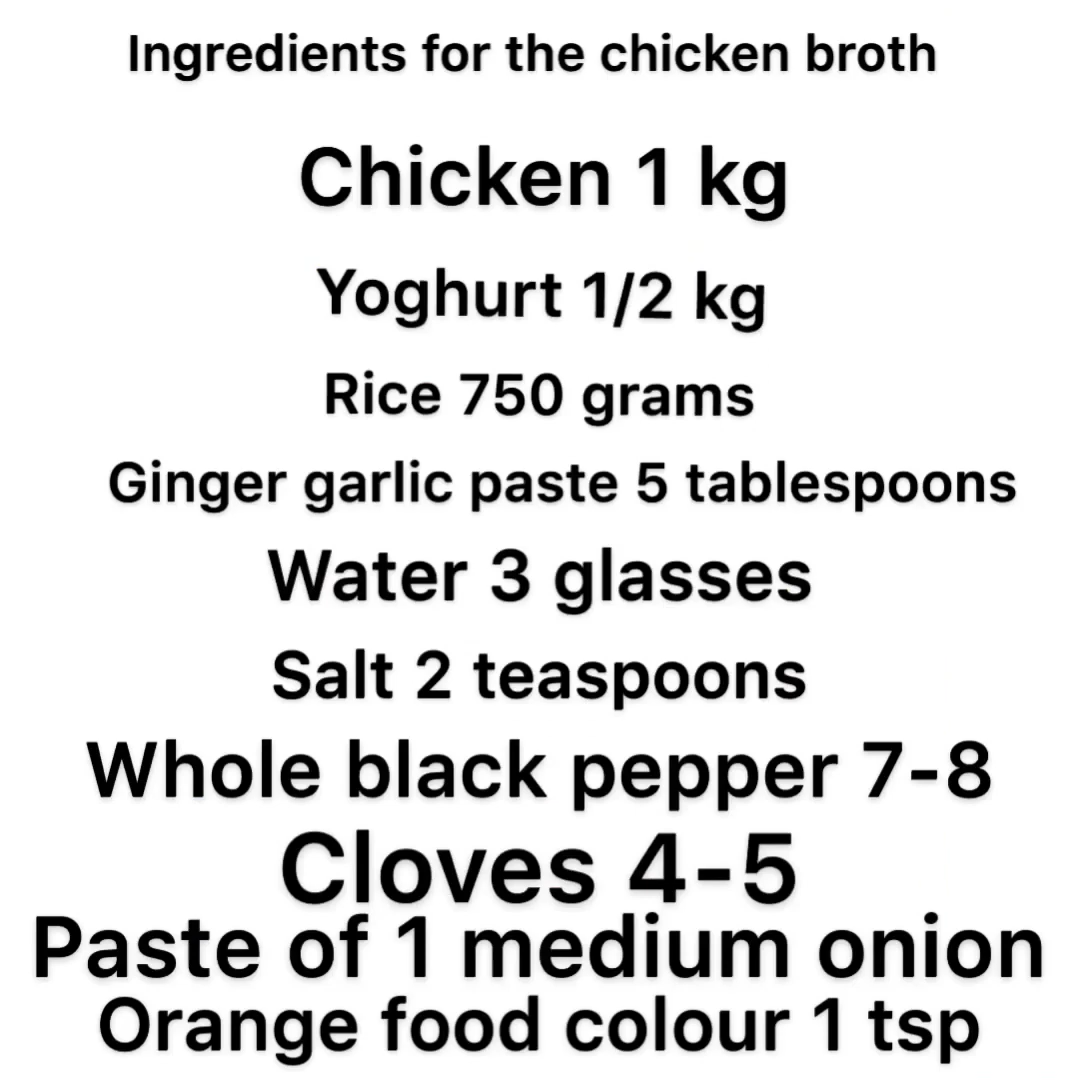 Ingredients for the chicken broth
Chicken 1 kg
Yoghurt 1/2 kg
Rice 750 grams
Ginger garlic paste 5 tablespoons
Water 3 glasses
Salt 2 teaspoons
Whole black pepper 7-8
Cloves 4-5
Paste of 1 medium onion
Orange food colour 1 tsp